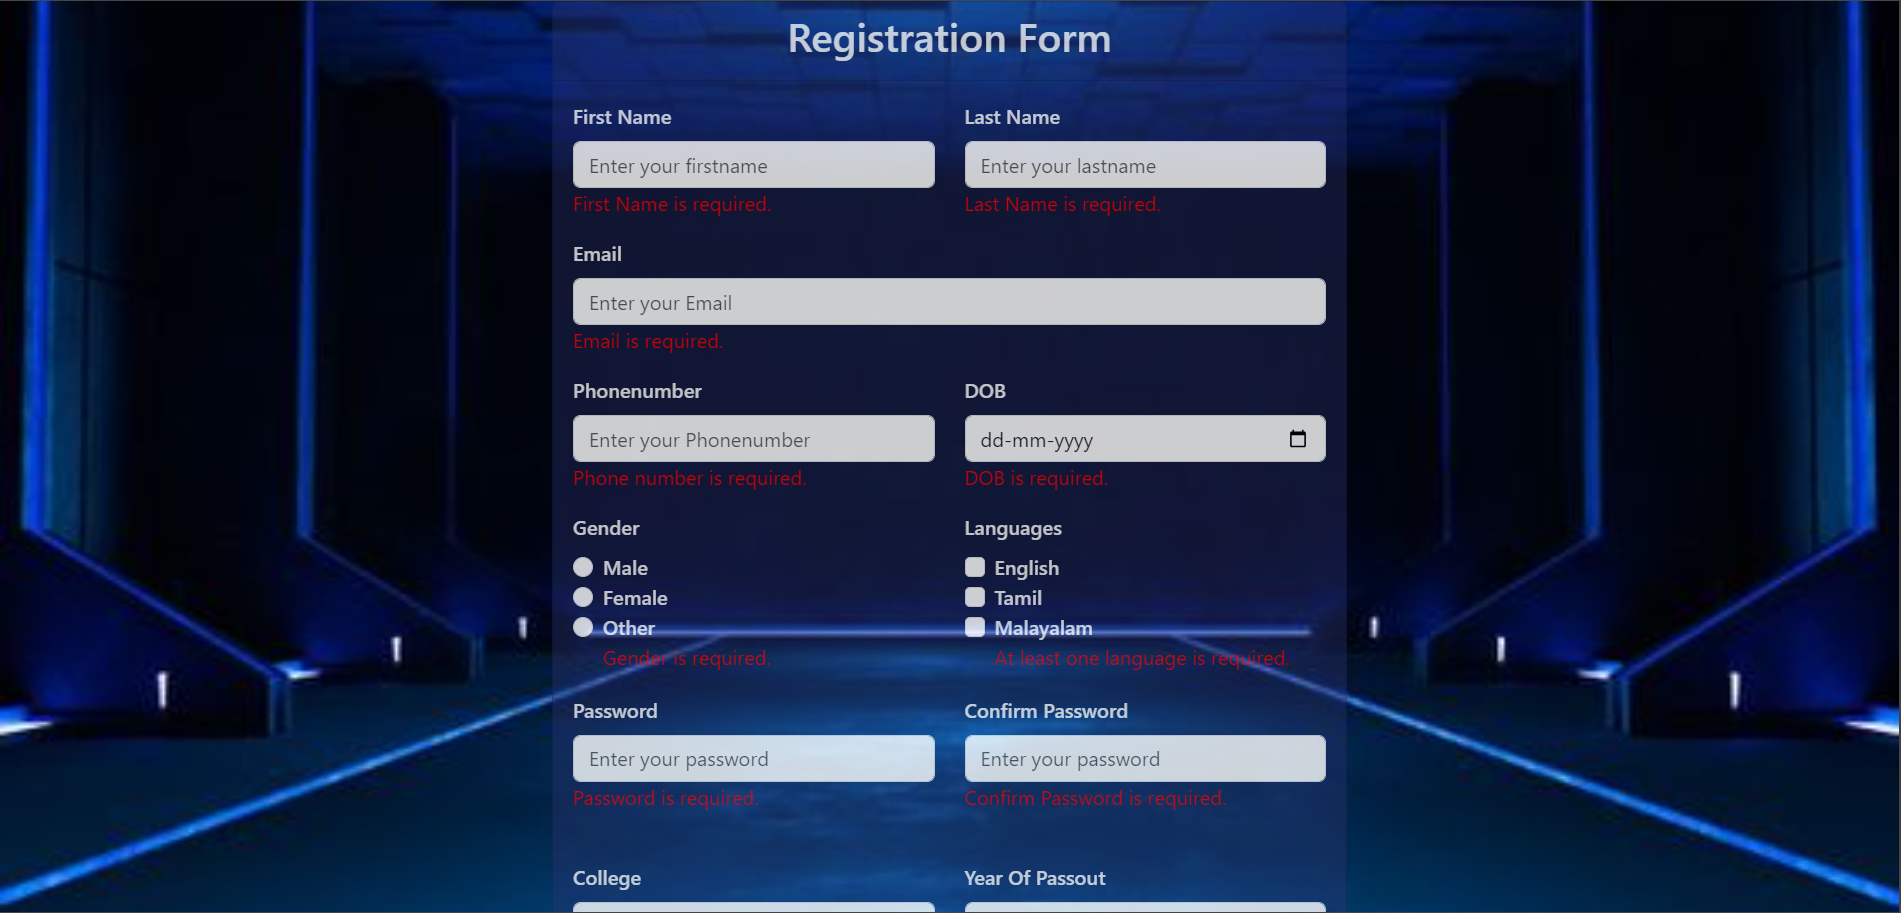 Registration Form
First Name
Last Name
Enter your firstname
Enter your lastname
First Name is required.
Last Name is required.
Email
Enter your Email
Email is required.
Phonenumber
DOB
Enter your Phonenumber
dd-mm-yyyy
Phone number is required.
DOB is required.
Gender
Languages
Male
English
Female
Tamil
Other
Malayalam
Gender is required.
At least one language is required.
Password
Confirm Password
Enter your password
Enter your password
Password is required.
Confirm Password is required.
College
Year Of Passout